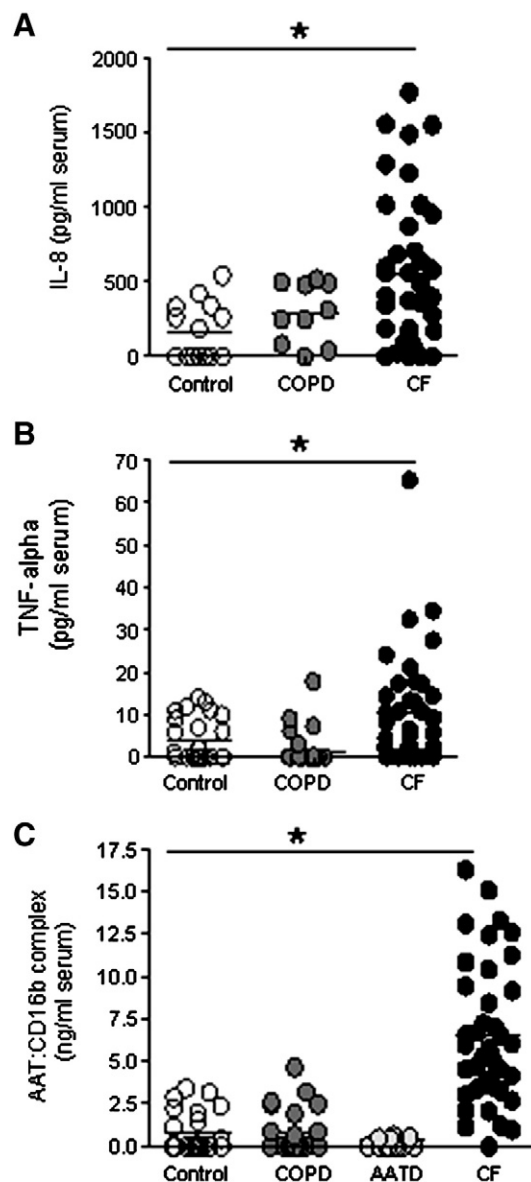 A
*
2000
1500
1000
500
0
IL-8 (pg/ml serum)
Control COPD CF
B
*
70
60
50
40
30
20
10
0
TNF-alpha
(pg/ml serum)
Control COPD CF
C
*
17.5
15.0
12.5
10.0
7.5
5.0
2.5
0.0
AAT:CD16b complex
(ng/ml serum)
Control COPD AATD CF